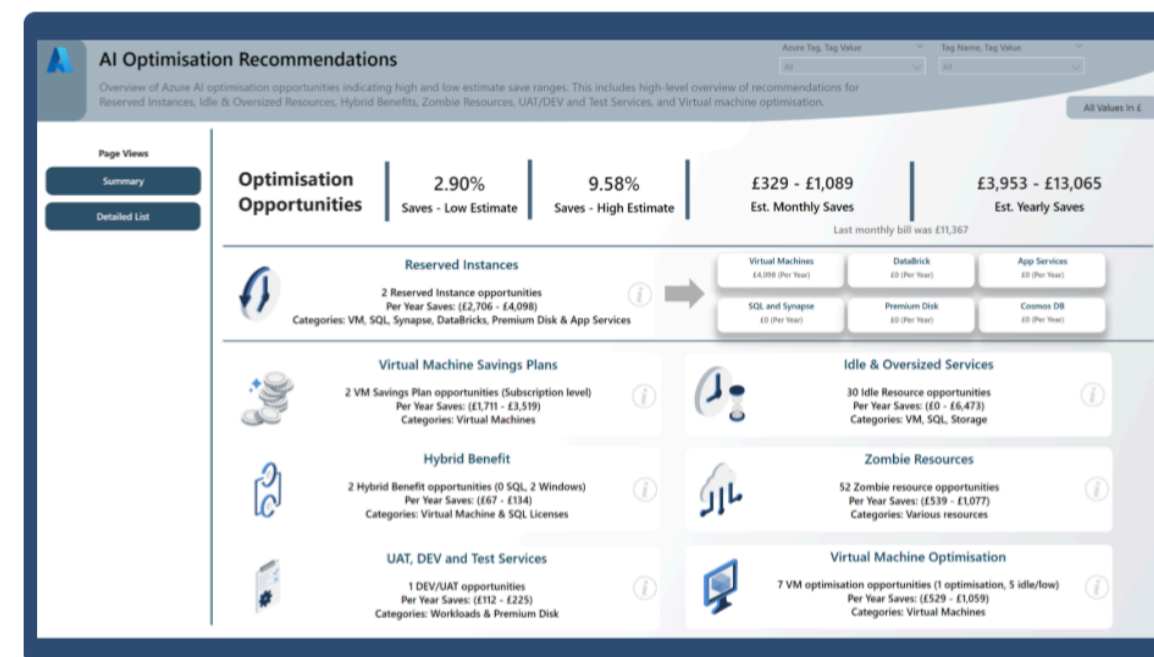 AI Optimisation Recommendations
Overview of Azure AI optimisation opportunities indicating high and low estimate save ranges. This includes high-level overview of recommendations for
Reserved Instances, Idle & Oversized Resources, Hybrid Benefits, Zombie Resources, UAT/DEV and Test Services, and Virtual machine optimisation.
Azure Tag, Tag Value
All
Tag Name, Tag Value
All
All Values In £
Page Views
Summary
Detailed List
Optimisation
Opportunities
2.90%
Saves - Low Estimate
9.58%
Saves - High Estimate
£329 - £1,089
Est. Monthly Saves
£3,953 - £13,065
Est. Yearly Saves
Last monthly bill was £11,367
Reserved Instances
2 Reserved Instance opportunities
Per Year Saves: (£2,706 - £4,098)
Categories: VM, SQL, Synapse, DataBricks, Premium Disk & App Services
Virtual Machines
£4,098 (Per Year)
DataBrick
£0 (Per Year)
App Services
£0 (Per Year)
SQL and Synapse
£0 (Per Year)
Premium Disk
£0 (Per Year)
Cosmos DB
£0 (Per Year)
Virtual Machine Savings Plans
2 VM Savings Plan opportunities (Subscription level)
Per Year Saves: (£1,711 - £3,519)
Categories: Virtual Machines
Idle & Oversized Services
30 Idle Resource opportunities
Per Year Saves: (£0 - £6,473)
Categories: VM, SQL, Storage
Hybrid Benefit
2 Hybrid Benefit opportunities (0 SQL, 2 Windows)
Per Year Saves: (£67 - £134)
Categories: Virtual Machine & SQL Licenses
Zombie Resources
52 Zombie resource opportunities
Per Year Saves: (£539 - £1,077)
Categories: Various resources
UAT, DEV and Test Services
1 DEV/UAT opportunities
Per Year Saves: (£112 - £225)
Categories: Workloads & Premium Disk
Virtual Machine Optimisation
7 VM optimisation opportunities (1 optimisation, 5 idle/low)
Per Year Saves: (£529 - £1,059)
Categories: Virtual Machines